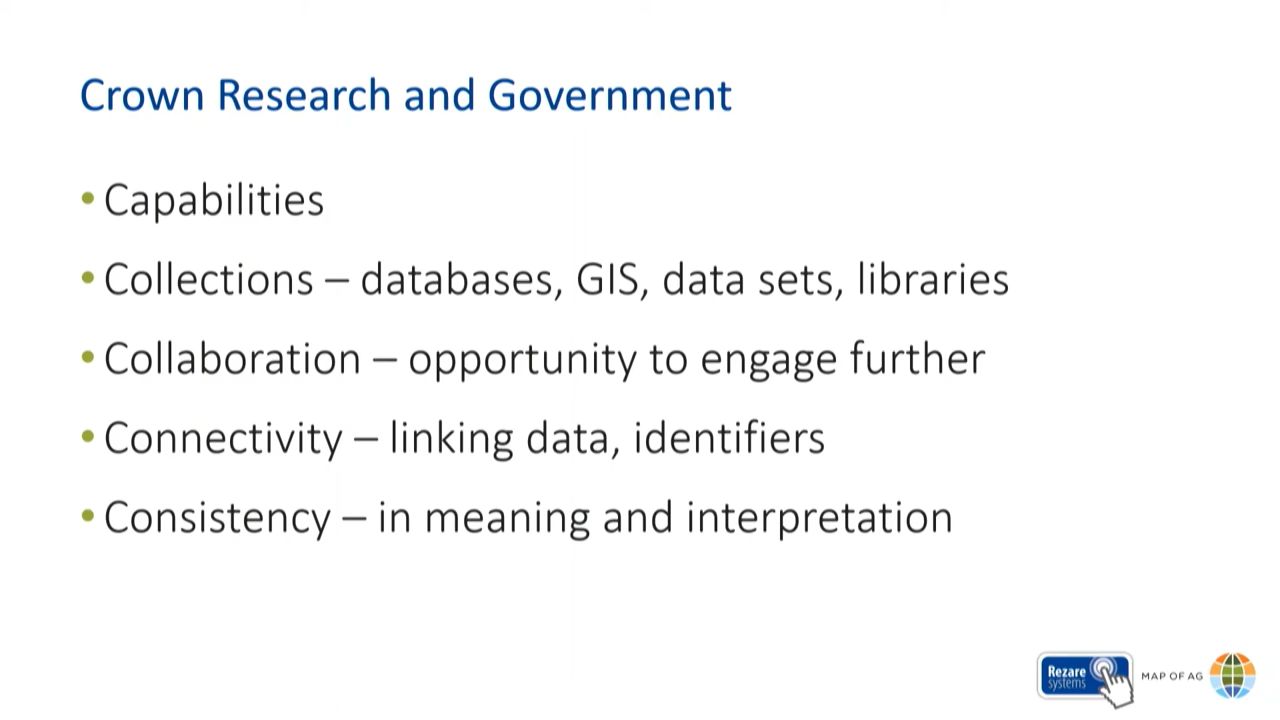 Crown Research and Government
• Capabilities
• Collections – databases, GIS, data sets, libraries
• Collaboration – opportunity to engage further
• Connectivity – linking data, identifiers
• Consistency – in meaning and interpretation
Rezare
systems
MAP OF AG